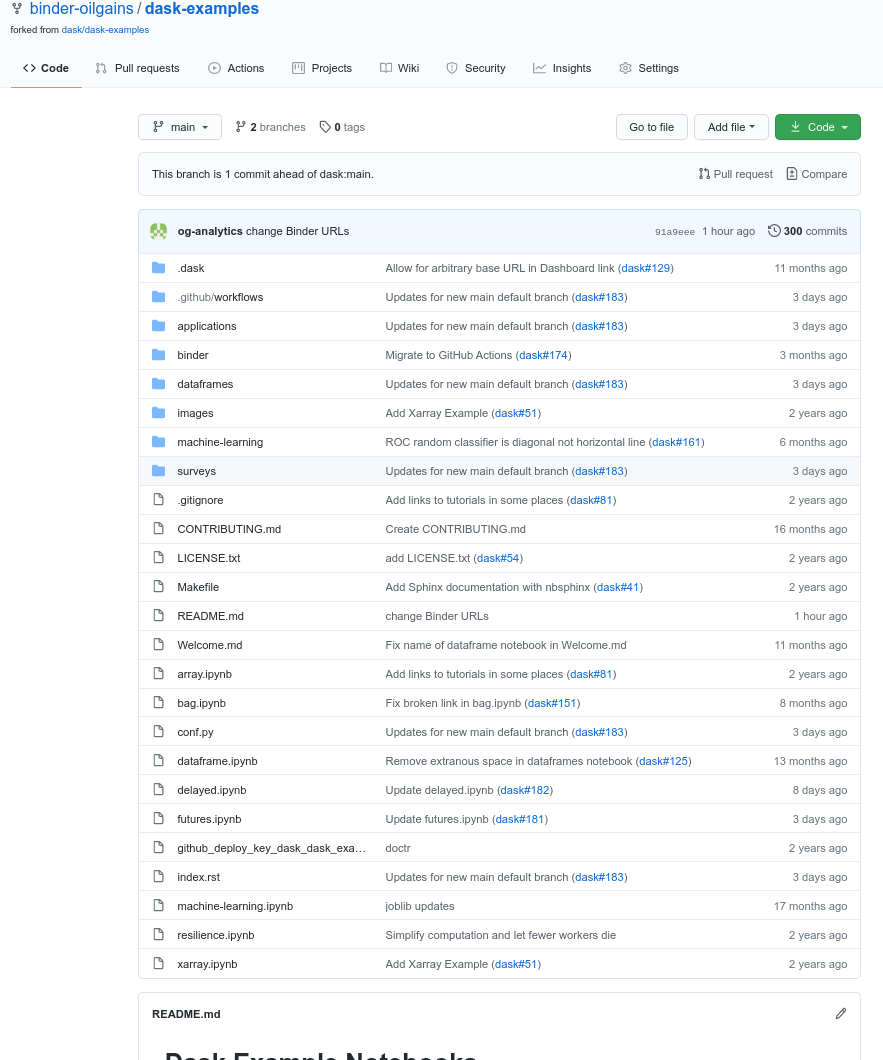 binder-oilgains / dask-examples
forked from dask/dask-examples
Code Pull requests Actions Projects Wiki Security Insights Settings
main 2 branches 0 tags Go to file Add file Code
This branch is 1 commit ahead of dask:main. Pull request Compare
og-analytics change Binder URLs 91a9eee 1 hour ago 300 commits
.dask Allow for arbitrary base URL in Dashboard link (dask#129) 11 months ago
.github/workflows Updates for new main default branch (dask#183) 3 days ago
applications Updates for new main default branch (dask#183) 3 days ago
binder Migrate to GitHub Actions (dask#174) 3 months ago
dataframes Updates for new main default branch (dask#183) 3 days ago
images Add Xarray Example (dask#51) 2 years ago
machine-learning ROC random classifier is diagonal not horizontal line (dask#161) 6 months ago
surveys Updates for new main default branch (dask#183) 3 days ago
.gitignore Add links to tutorials in some places (dask#81) 2 years ago
CONTRIBUTING.md Create CONTRIBUTING.md 16 months ago
LICENSE.txt add LICENSE.txt (dask#54) 2 years ago
Makefile Add Sphinx documentation with nbsphinx (dask#41) 2 years ago
README.md change Binder URLs 1 hour ago
Welcome.md Fix name of dataframe notebook in Welcome.md 11 months ago
array.ipynb Add links to tutorials in some places (dask#81) 2 years ago
bag.ipynb Fix broken link in bag.ipynb (dask#151) 8 months ago
conf.py Updates for new main default branch (dask#183) 3 days ago
dataframe.ipynb Remove extranous space in dataframes notebook (dask#125) 13 months ago
delayed.ipynb Update delayed.ipynb (dask#182) 8 days ago
futures.ipynb Update futures.ipynb (dask#181) 3 days ago
github_deploy_key_dask_dask_exa… doctr 2 years ago
index.rst Updates for new main default branch (dask#183) 3 days ago
machine-learning.ipynb joblib updates 17 months ago
resilience.ipynb Simplify computation and let fewer workers die 2 years ago
xarray.ipynb Add Xarray Example (dask#51) 2 years ago
README.md
Dask Example Notebooks